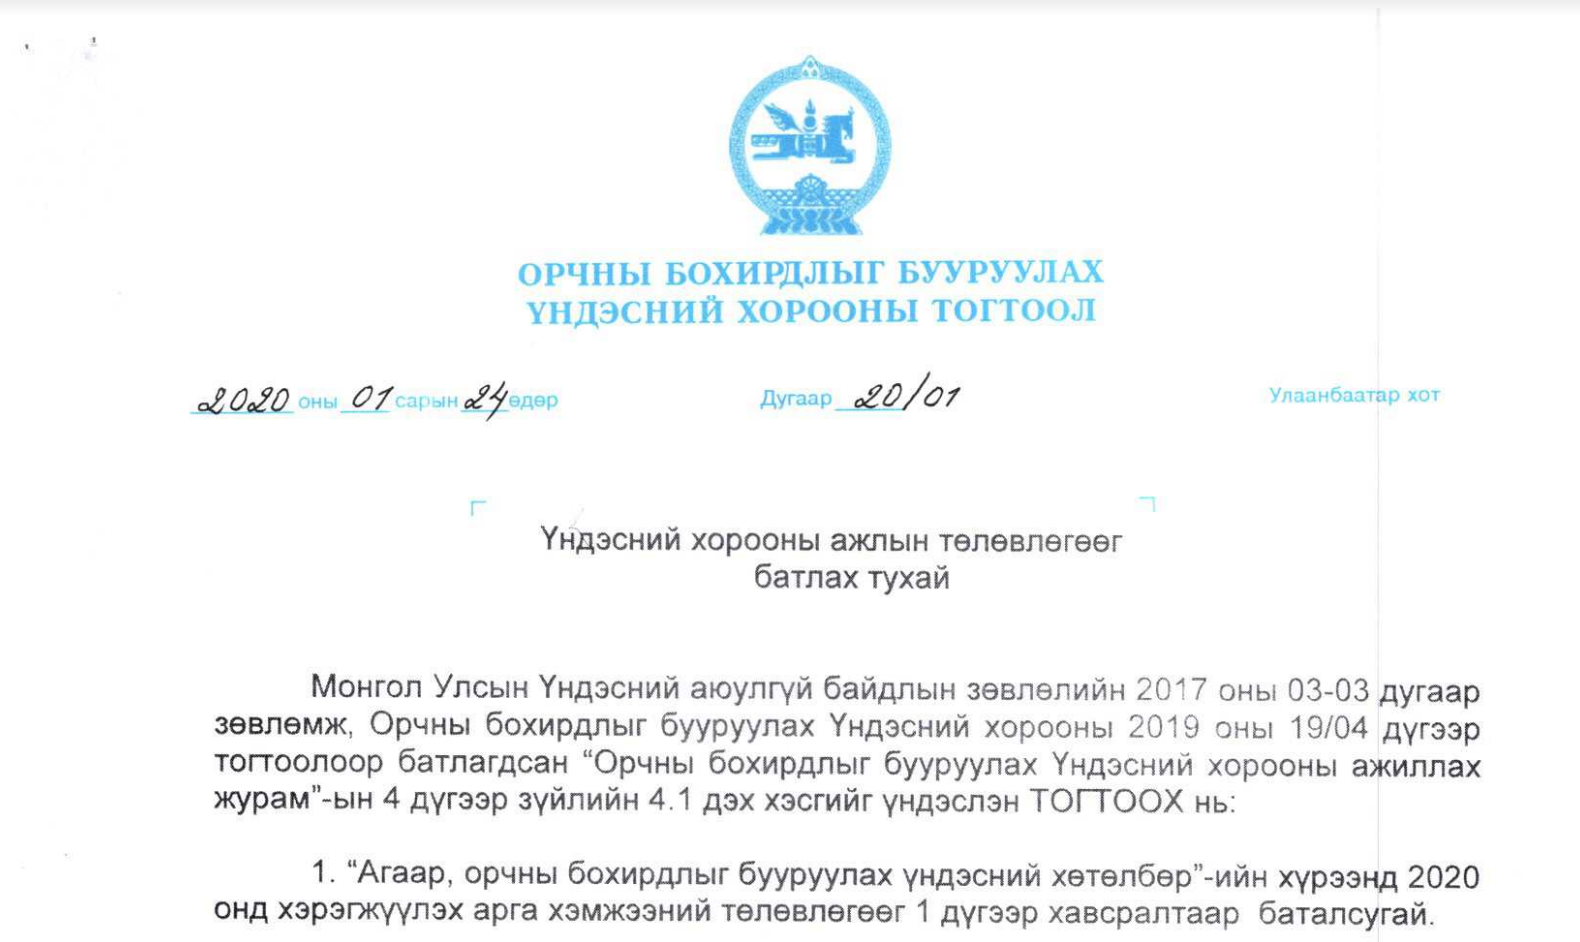 ОРЧНЫ БОХИРДЛЫГ БУУРУУЛАХ
ҮНДЭСНИЙ ХОРООНЫ ТОГТООЛ
2020 оны 01 сарын 24 өдөр Дугаар 20/01 Улаанбаатар хот
Үндэсний хорооны ажлын төлөвлөгөөг
батлах тухай
Монгол Улсын Үндэсний аюулгүй байдлын зөвлөлийн 2017 оны 03-03 дугаар
зөвлөмж, Орчны бохирдлыг бууруулах Үндэсний хорооны 2019 оны 19/04 дүгээр
тогтоолоор батлагдсан “Орчны бохирдлыг бууруулах Үндэсний хорооны ажиллах
журам”-ын 4 дүгээр зүйлийн 4.1 дэх хэсгийг үндэслэн ТОГТООХ нь:
1. “Агаар, орчны бохирдлыг бууруулах үндэсний хөтөлбөр”-ийн хүрээнд 2020
онд хэрэгжүүлэх арга хэмжээний төлөвлөгөөг 1 дүгээр хавсралтаар баталсугай.